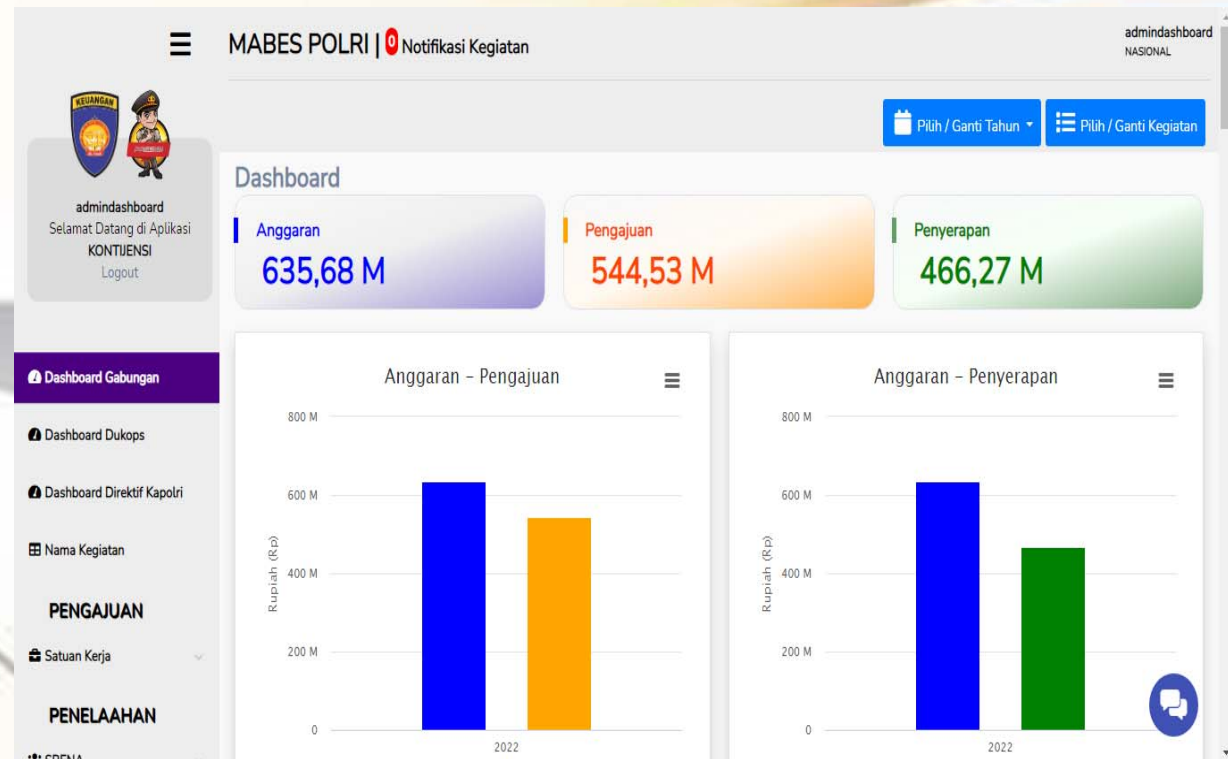 MABES POLRI | 0 Notifikasi Kegiatan
admindashboard
NASIONAL
KEUANGAN
PRESISI
admindashboard
Selamat Datang di Aplikasi
KONTIJENSI
Logout
Pilih / Ganti Tahun
Pilih / Ganti Kegiatan
Dashboard
Anggaran
635,68 M
Pengajuan
544,53 M
Penyerapan
466,27 M
Dashboard Gabungan
Dashboard Dukops
Dashboard Direktif Kapolri
Nama Kegiatan
PENGAJUAN
Satuan Kerja
PENELAAHAN
SRENA
Anggaran – Pengajuan
800 M
600 M
400 M
200 M
0
Rupiah (Rp)
2022
Anggaran – Penyerapan
800 M
600 M
400 M
200 M
0
Rupiah (Rp)
2022